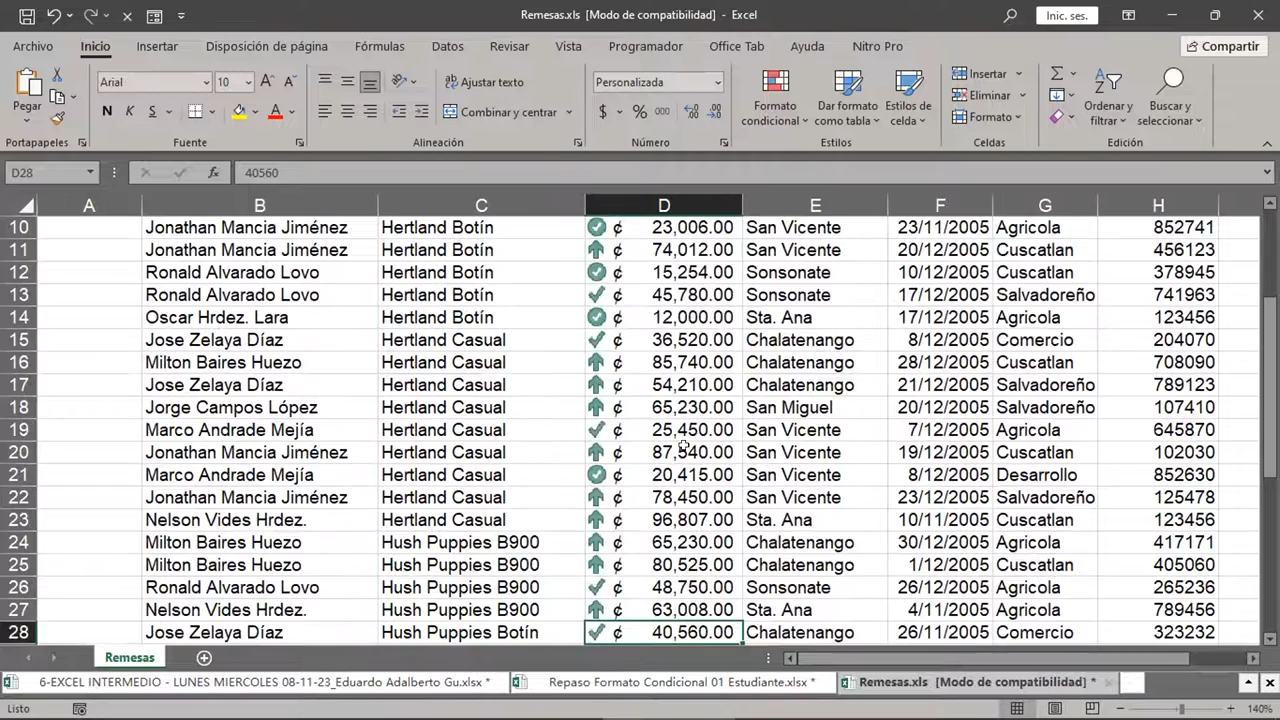 Remesas.xls [Modo de compatibilidad] - Excel
Inic. ses.
Archivo Inicio Insertar Disposición de página Fórmulas Datos Revisar Vista Programador Office Tab Ayuda Nitro Pro
Compartir
Pegar
Arial 10
N K S
Portapapeles
Fuente
Ajustar texto
Combinar y centrar
Alineación
Personalizada
$ % 000
Número
Formato condicional
Dar formato como tabla
Estilos de celda
Estilos
Insertar
Eliminar
Formato
Celdas
Ordenar y filtrar
Buscar y seleccionar
Edición
D28 fx 40560
A B C D E F G H
10 Jonathan Mancia Jiménez Hertland Botín ¢ 23,006.00 San Vicente 23/11/2005 Agricola 852741
11 Jonathan Mancia Jiménez Hertland Botín ¢ 74,012.00 San Vicente 20/12/2005 Cuscatlan 456123
12 Ronald Alvarado Lovo Hertland Botín ¢ 15,254.00 Sonsonate 10/12/2005 Cuscatlan 378945
13 Ronald Alvarado Lovo Hertland Botín ¢ 45,780.00 Sonsonate 17/12/2005 Salvadoreño 741963
14 Oscar Hrdez. Lara Hertland Botín ¢ 12,000.00 Sta. Ana 17/12/2005 Agricola 123456
15 Jose Zelaya Díaz Hertland Casual ¢ 36,520.00 Chalatenango 8/12/2005 Comercio 204070
16 Milton Baires Huezo Hertland Casual ¢ 85,740.00 Chalatenango 28/12/2005 Cuscatlan 708090
17 Jose Zelaya Díaz Hertland Casual ¢ 54,210.00 Chalatenango 21/12/2005 Salvadoreño 789123
18 Jorge Campos López Hertland Casual ¢ 65,230.00 San Miguel 20/12/2005 Salvadoreño 107410
19 Marco Andrade Mejía Hertland Casual ¢ 25,450.00 San Vicente 7/12/2005 Agricola 645870
20 Jonathan Mancia Jiménez Hertland Casual ¢ San Vicente 19/12/2005 Cuscatlan 102030
21 Marco Andrade Mejía Hertland Casual ¢ 20,415.00 San Vicente 8/12/2005 Desarrollo 852630
22 Jonathan Mancia Jiménez Hertland Casual ¢ 78,450.00 San Vicente 23/12/2005 Salvadoreño 125478
23 Nelson Vides Hrdez. Hertland Casual ¢ 96,807.00 Sta. Ana 10/11/2005 Cuscatlan 123456
24 Milton Baires Huezo Hush Puppies B900 ¢ 65,230.00 Chalatenango 30/12/2005 Agricola 417171
25 Milton Baires Huezo Hush Puppies B900 ¢ 80,525.00 Chalatenango 1/12/2005 Cuscatlan 405060
26 Ronald Alvarado Lovo Hush Puppies B900 ¢ 48,750.00 Sonsonate 26/12/2005 Agricola 265236
27 Nelson Vides Hrdez. Hush Puppies B900 ¢ 63,008.00 Sta. Ana 4/11/2005 Agricola 789456
28 Jose Zelaya Díaz Hush Puppies Botín ¢ 40,560.00 Chalatenango 26/11/2005 Comercio 323232
Remesas
6-EXCEL INTERMEDIO - LUNES MIERCOLES 08-11-23_Eduardo Adalberto Gu.xlsx * Repaso Formato Condicional 01 Estudiante.xlsx * Remesas.xls [Modo de compatibilidad] *
Listo 140%